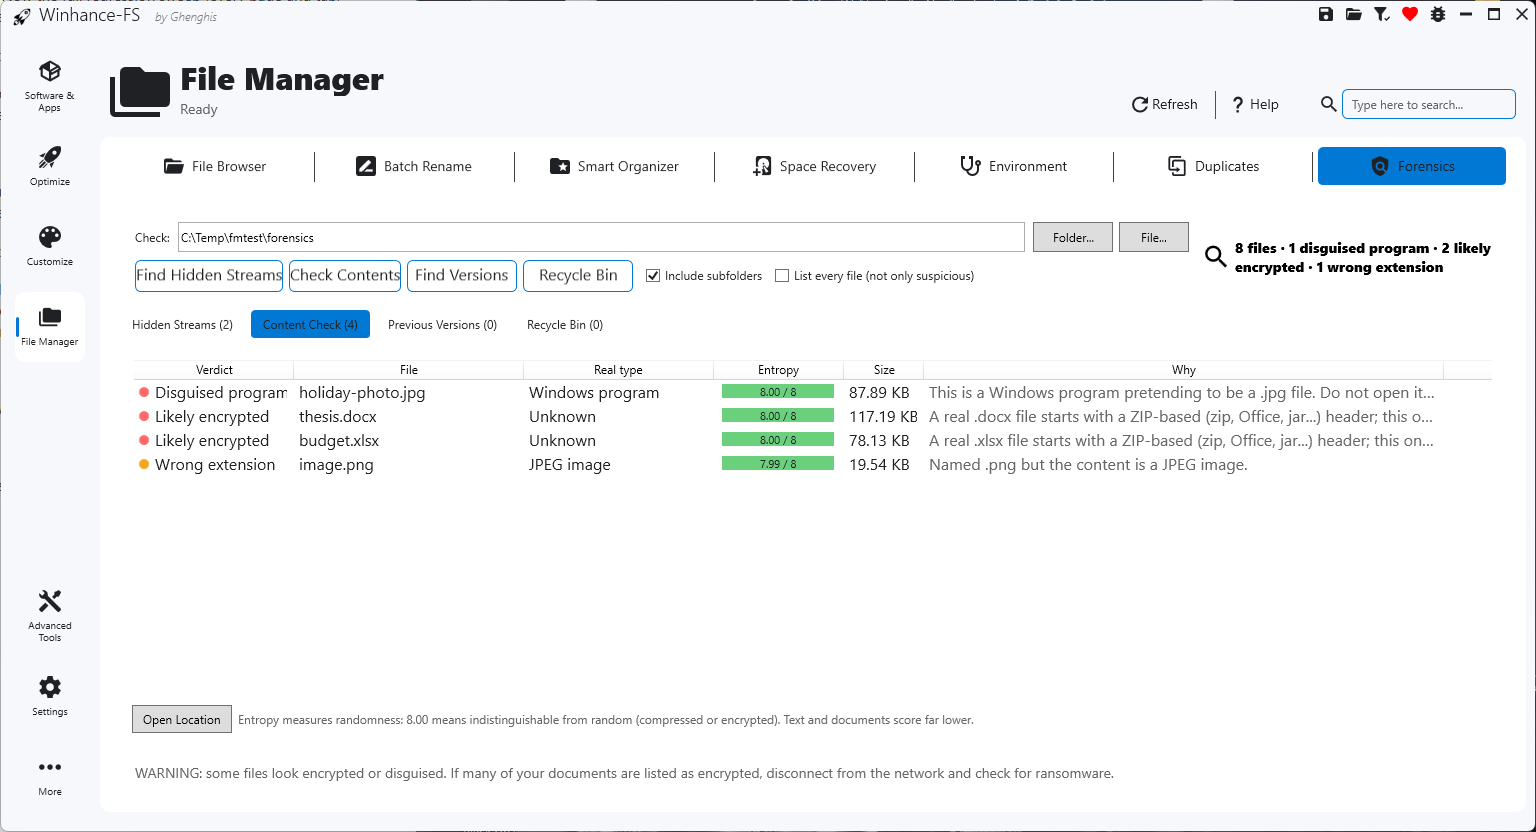 Winhance-FS by Ghenghis
Software & Apps
Optimize
Customize
File Manager
Advanced Tools
Settings
More
File Manager
Ready
Refresh
? Help
Type here to search...
File Browser
Batch Rename
Smart Organizer
Space Recovery
Environment
Duplicates
Forensics
Check: C:\Temp\fmtest\forensics Folder... File...
8 files · 1 disguised program · 2 likely
encrypted · 1 wrong extension
Find Hidden Streams Check Contents Find Versions Recycle Bin Include subfolders List every file (not only suspicious)
Hidden Streams (2) Content Check (4) Previous Versions (0) Recycle Bin (0)
Verdict File Real type Entropy Size Why
Disguised program holiday-photo.jpg Windows program 8.00 / 8 87.89 KB This is a Windows program pretending to be a .jpg file. Do not open it...
Likely encrypted thesis.docx Unknown 8.00 / 8 117.19 KB A real .docx file starts with a ZIP-based (zip, Office, jar...) header; this o...
Likely encrypted budget.xlsx Unknown 8.00 / 8 78.13 KB A real .xlsx file starts with a ZIP-based (zip, Office, jar...) header; this on...
Wrong extension image.png JPEG image 7.99 / 8 19.54 KB Named .png but the content is a JPEG image.
Open Location Entropy measures randomness: 8.00 means indistinguishable from random (compressed or encrypted). Text and documents score far lower.
WARNING: some files look encrypted or disguised. If many of your documents are listed as encrypted, disconnect from the network and check for ransomware.